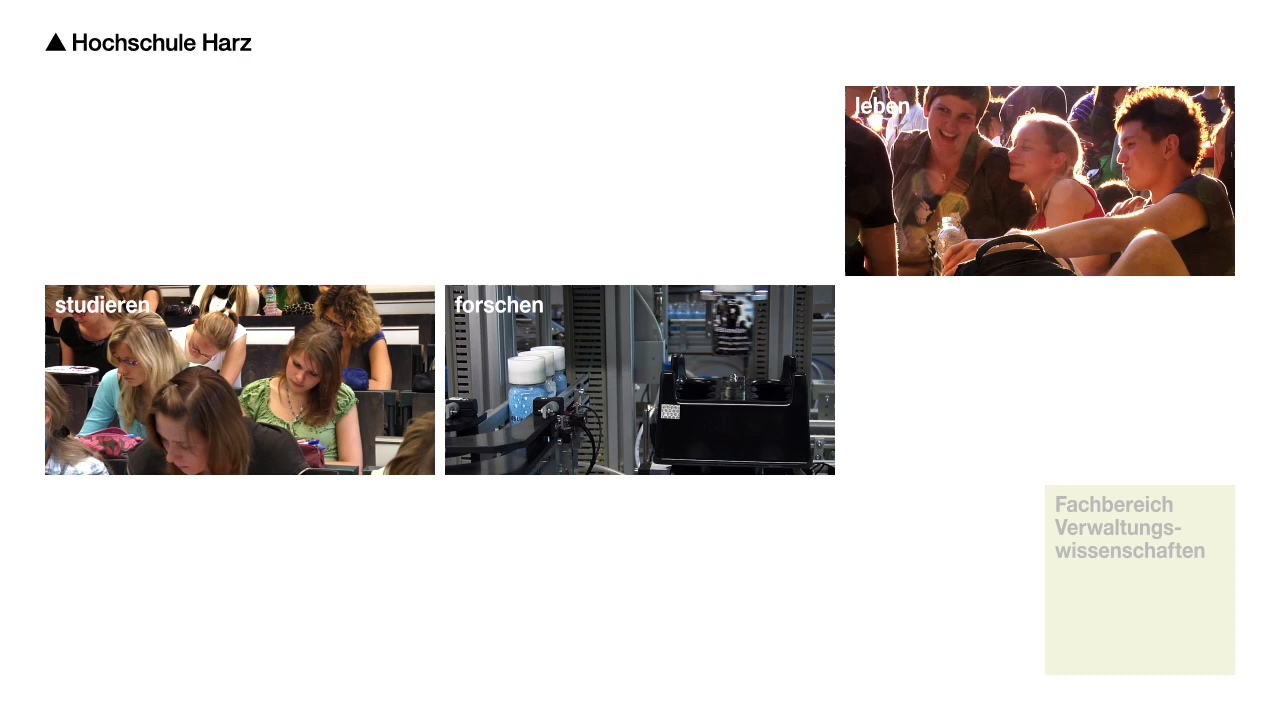 Hochschule Harz
leben
studieren
forschen
Fachbereich
Verwaltungs-
wissenschaften